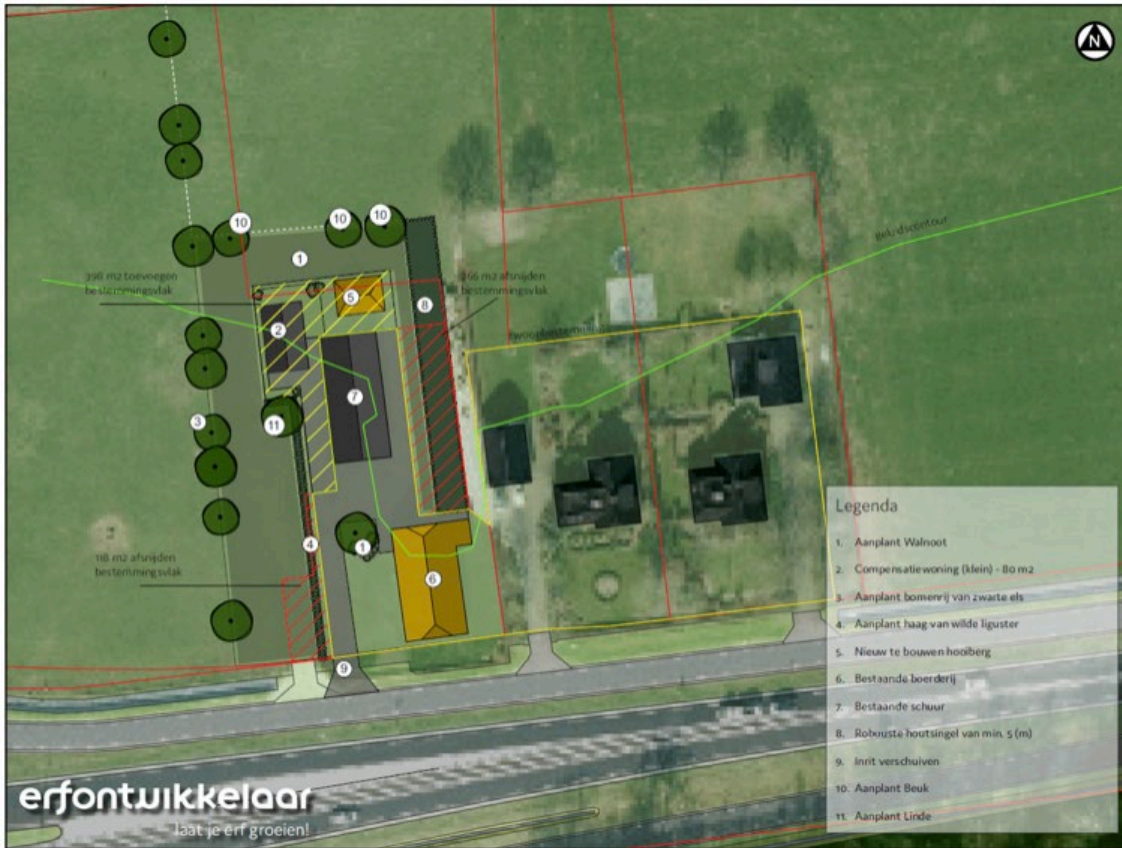 N
10
10
10
1
398 m2 toevoegen
bestemmingsvlak
266 m2 afsnijden
bestemmingsvlak
geluidscontour
woonbestemming
5
8
2
7
3
11
4
1
6
118 m2 afsnijden
bestemmingsvlak
9
Legenda
1. Aanplant Walnoot
2. Compensatiewoning (klein) - 80 m2
3. Aanplant bomenrij van zwarte els
4. Aanplant haag van wilde liguster
5. Nieuw te bouwen hooiberg
6. Bestaande boerderij
7. Bestaande schuur
8. Robuuste houtsingel van min. 5 (m)
9. Inrit verschuiven
10. Aanplant Beuk
11. Aanplant Linde
erfontwikkelaar
laat je erf groeien!